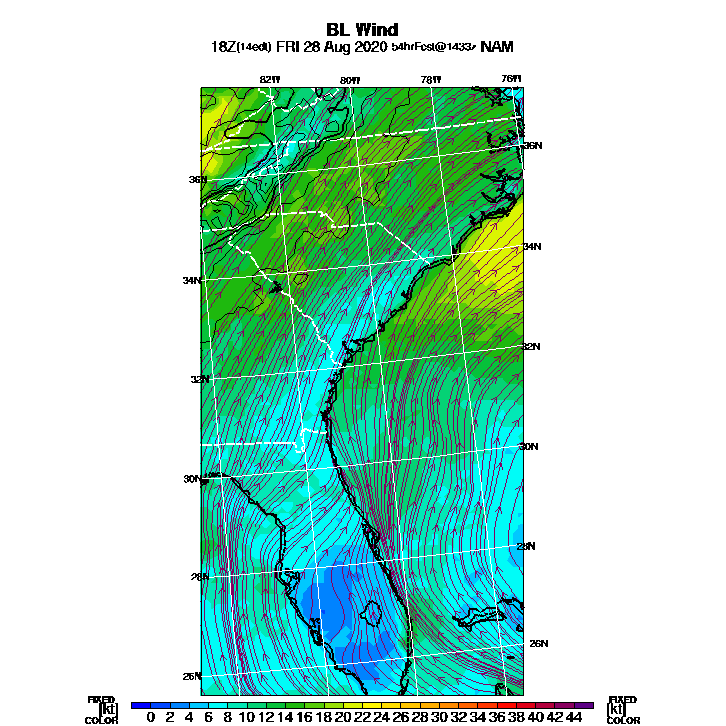 BL Wind
18Z(14edt) FRI 28 Aug 2020 54hrFcst@1433z NAM
82W 80W 78W 76W
36N
36N
34N
34N
32N
32N
30N
30N
28N
28N
26N
26N
FIXED FIXED
[kt] 0 2 4 6 8 10 12 14 16 18 20 22 24 26 28 30 32 34 36 38 40 42 44 [kt]
COLOR COLOR